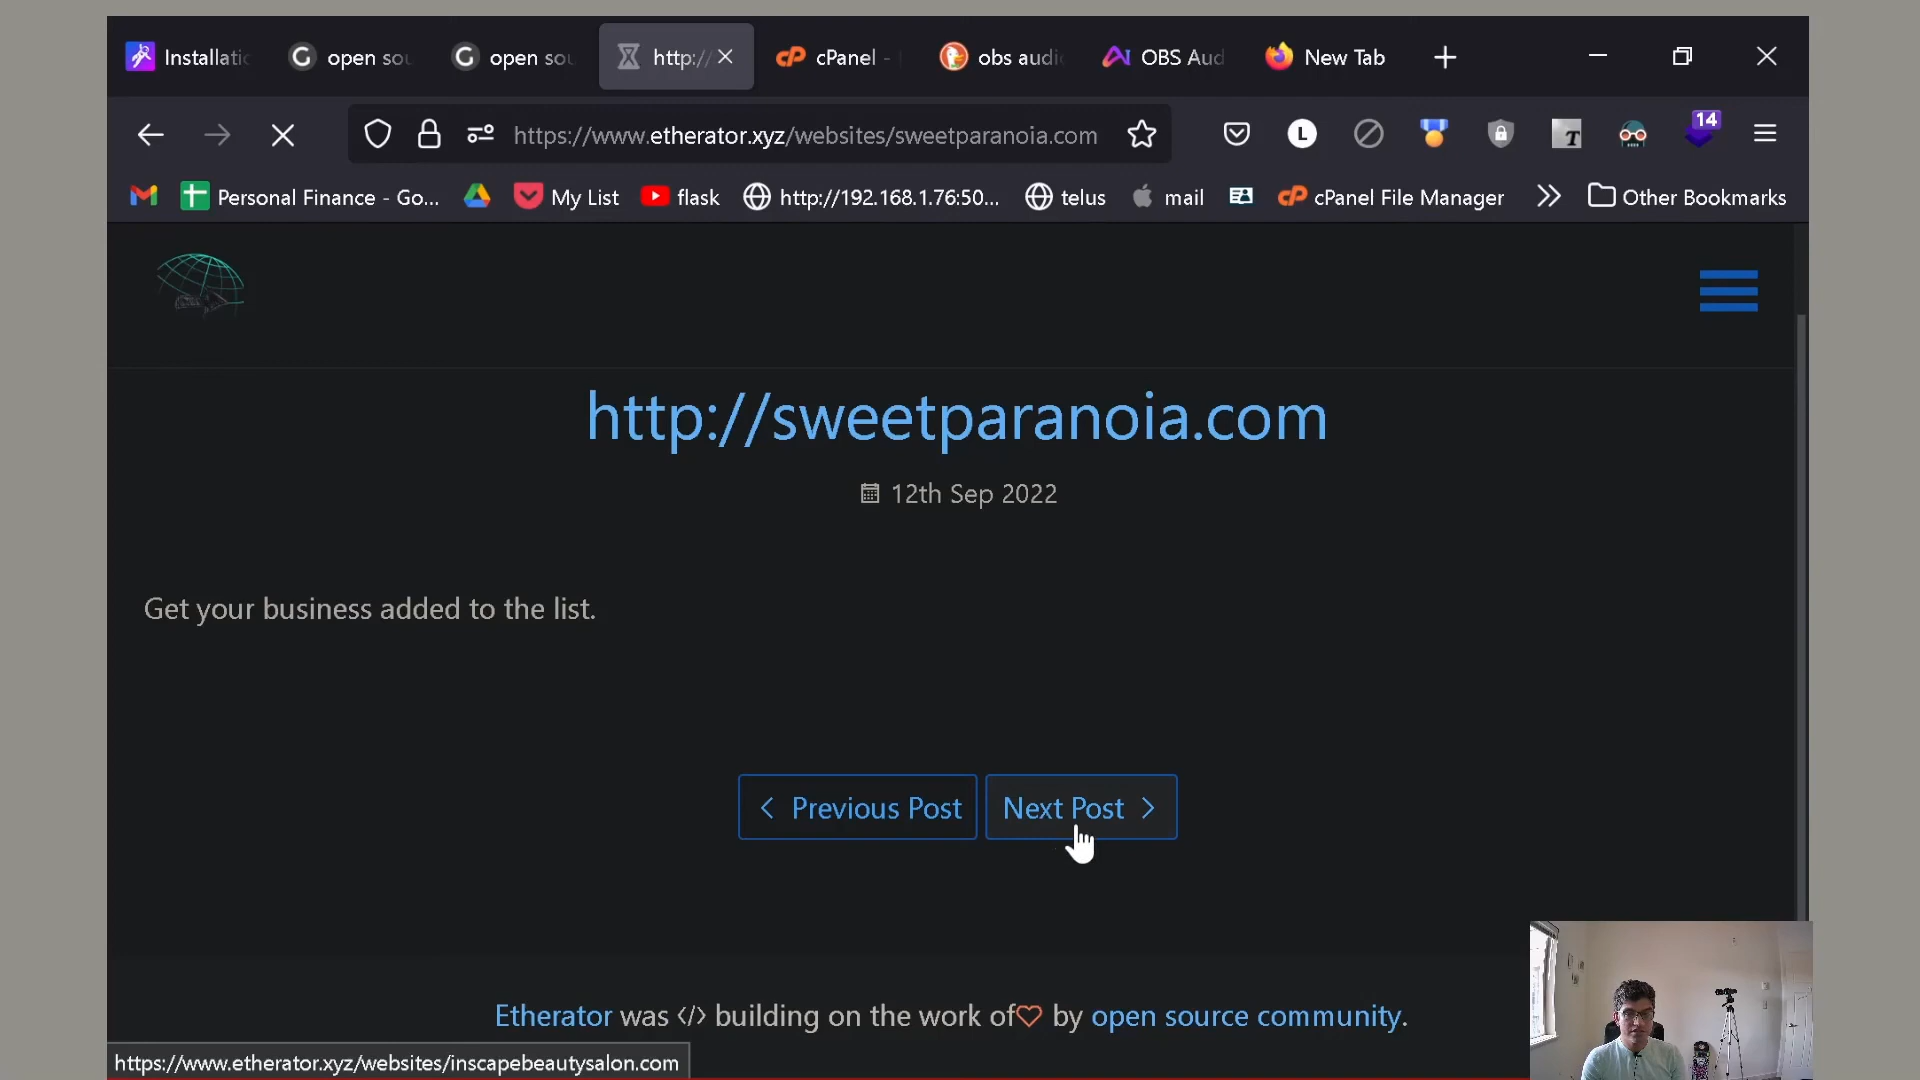 Installatio
open sou
open sou
http:/
cPanel -
obs audi
OBS Aud
New Tab
https://www.etherator.xyz/websites/sweetparanoia.com
L
T
14
Personal Finance - Go...
My List
flask
http://192.168.1.76:50...
telus
mail
cPanel File Manager
Other Bookmarks
http://sweetparanoia.com
12th Sep 2022
Get your business added to the list.
Previous Post
Next Post
Etherator was </> building on the work of♡ by open source community.
https://www.etherator.xyz/websites/inscapebeautysalon.com